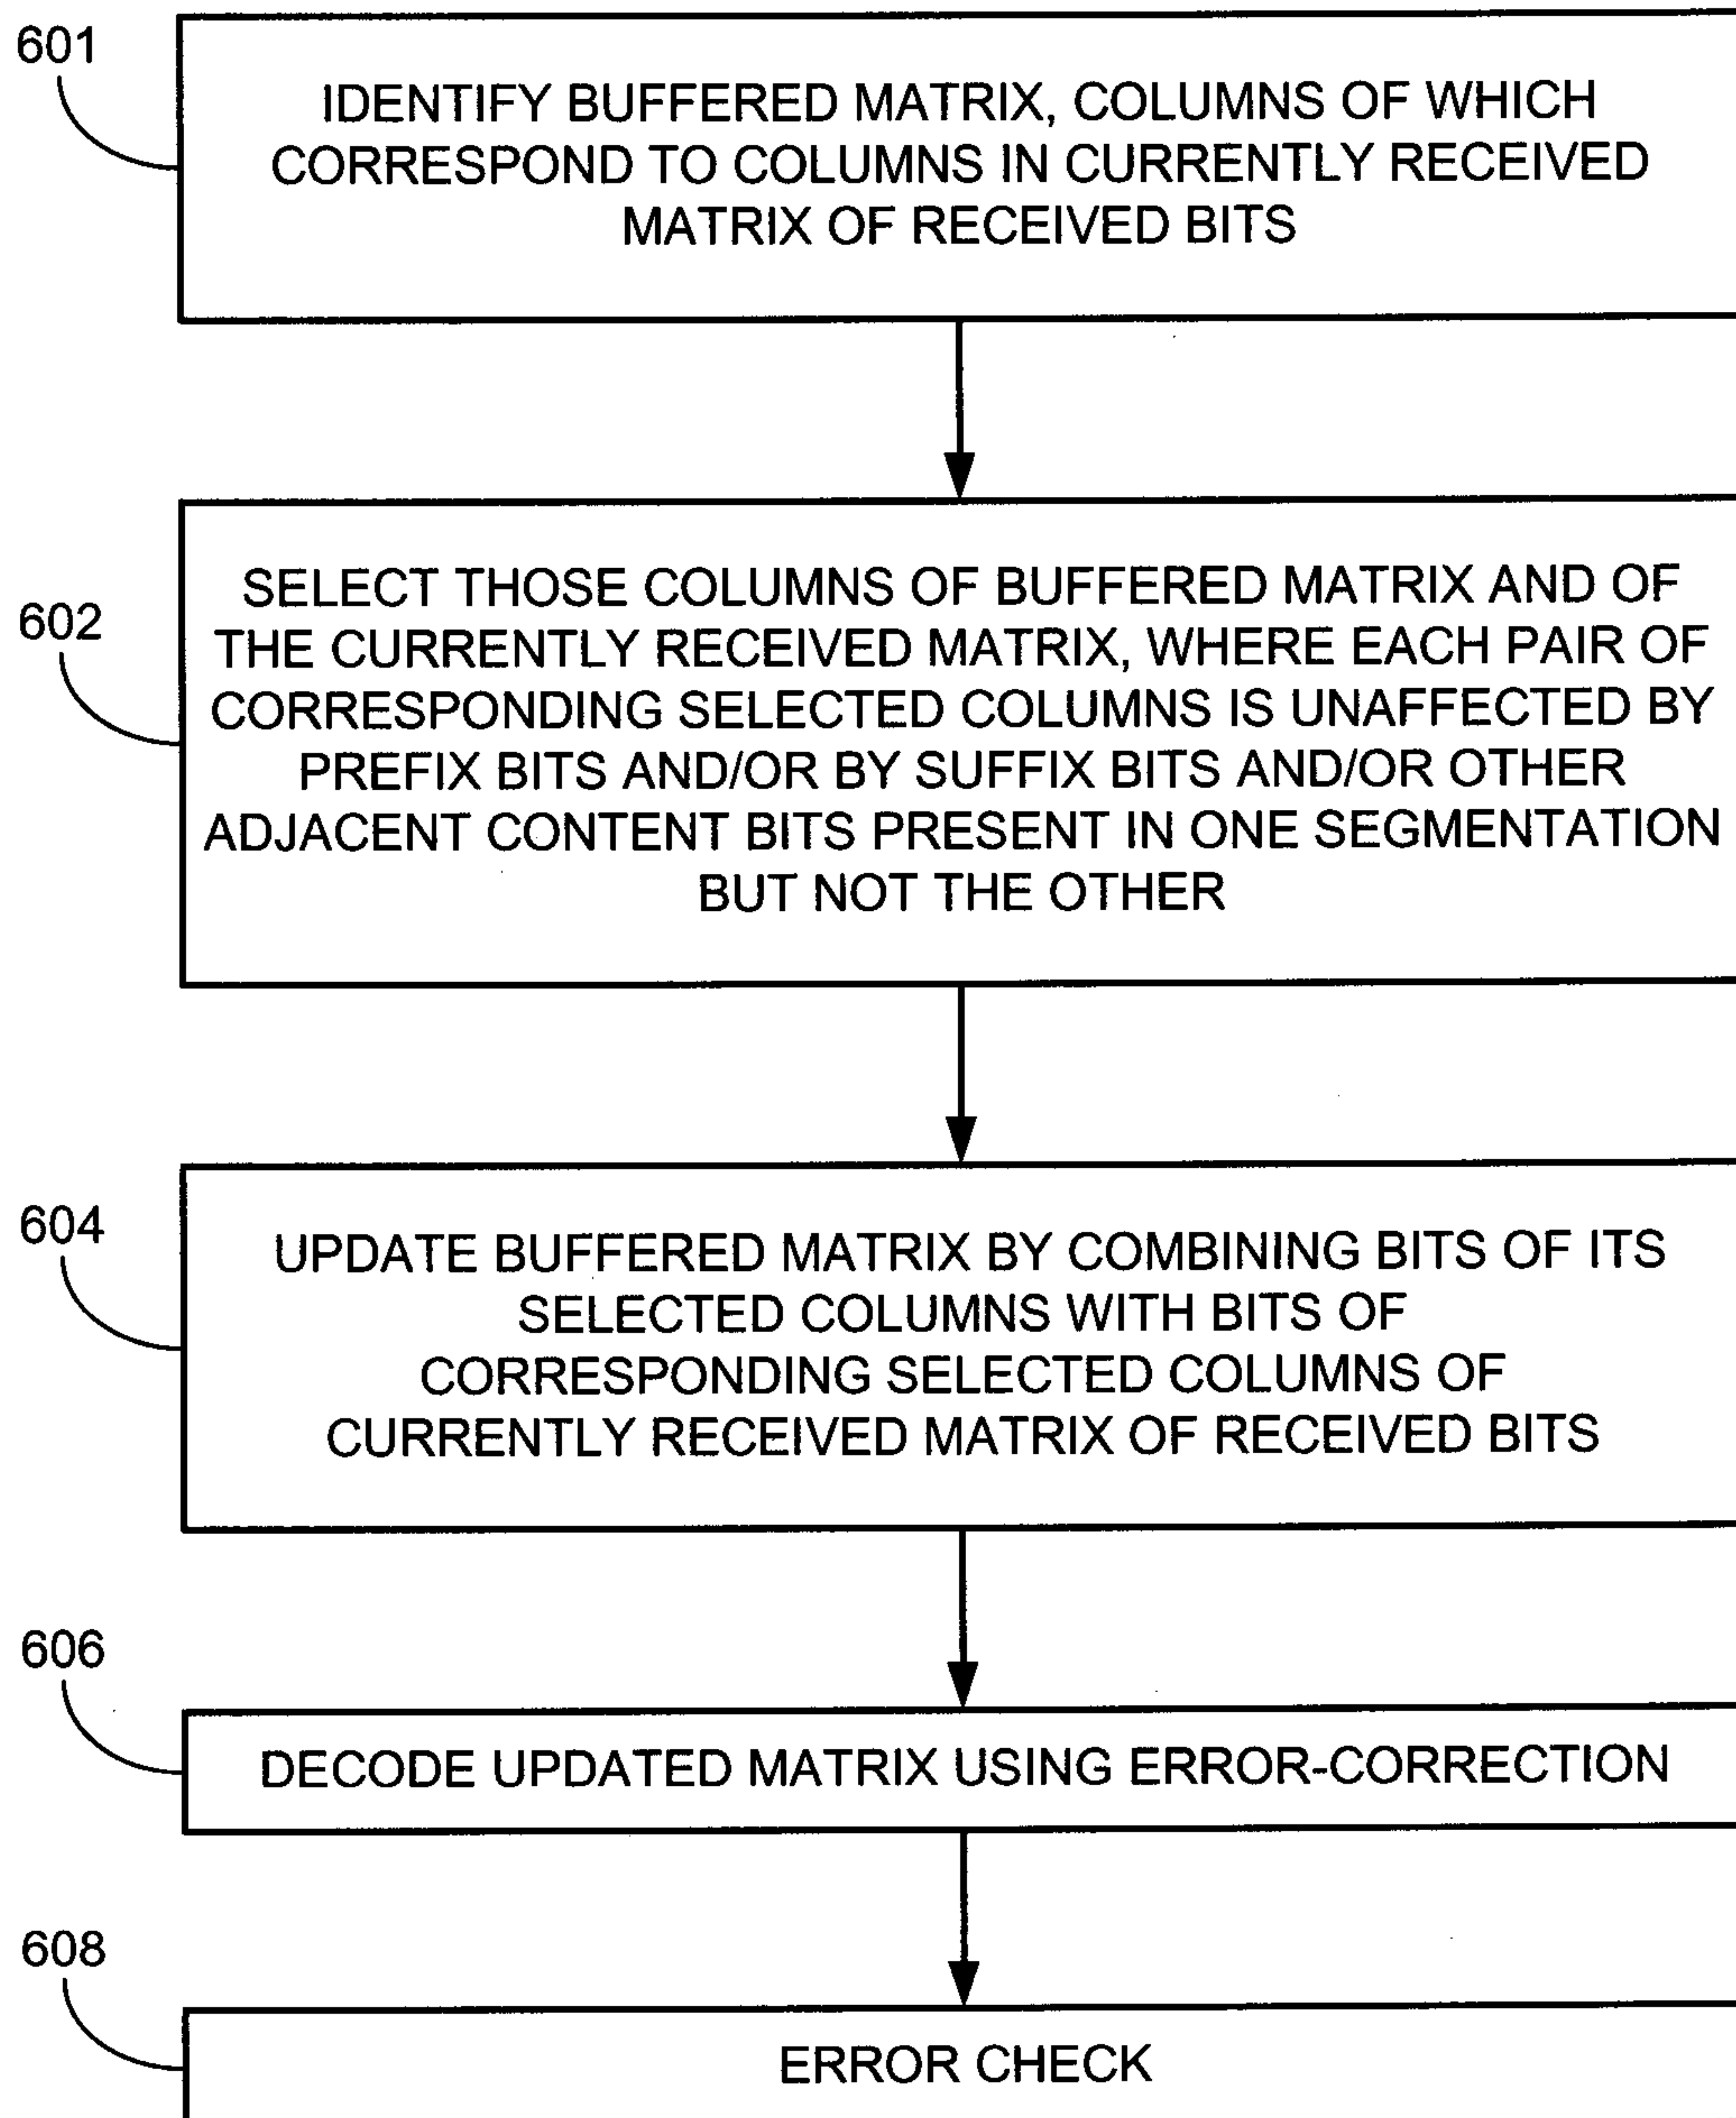 601
IDENTIFY BUFFERED MATRIX, COLUMNS OF WHICH
CORRESPOND TO COLUMNS IN CURRENTLY RECEIVED
MATRIX OF RECEIVED BITS
602
SELECT THOSE COLUMNS OF BUFFERED MATRIX AND OF
THE CURRENTLY RECEIVED MATRIX, WHERE EACH PAIR OF
CORRESPONDING SELECTED COLUMNS IS UNAFFECTED BY
PREFIX BITS AND/OR BY SUFFIX BITS AND/OR OTHER
ADJACENT CONTENT BITS PRESENT IN ONE SEGMENTATION
BUT NOT THE OTHER
604
UPDATE BUFFERED MATRIX BY COMBINING BITS OF ITS
SELECTED COLUMNS WITH BITS OF
CORRESPONDING SELECTED COLUMNS OF
CURRENTLY RECEIVED MATRIX OF RECEIVED BITS
606
DECODE UPDATED MATRIX USING ERROR-CORRECTION
608
ERROR CHECK